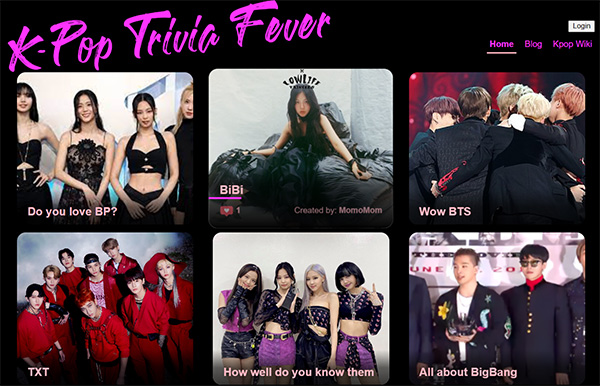 K-Pop Trivia Fever
Login
Home Blog Kpop Wiki
LOWLIFE
PRINCESS
Do you love BP?
BiBi
1
Created by: MomoMom
Wow BTS
TXT
How well do you know them
All about BigBang